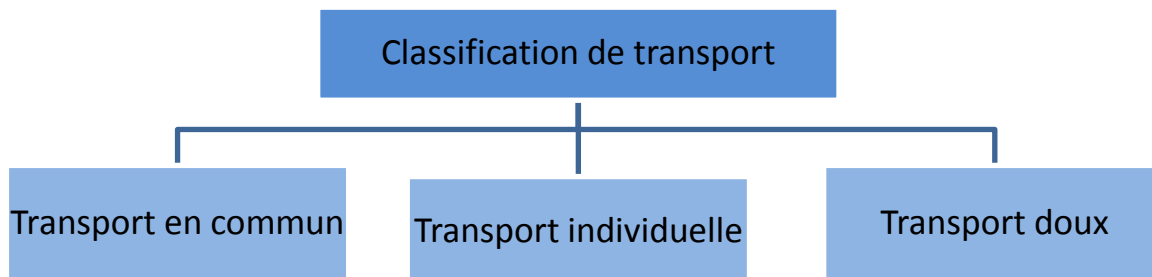 Classification de transport
Transport en commun
Transport individuelle
Transport doux